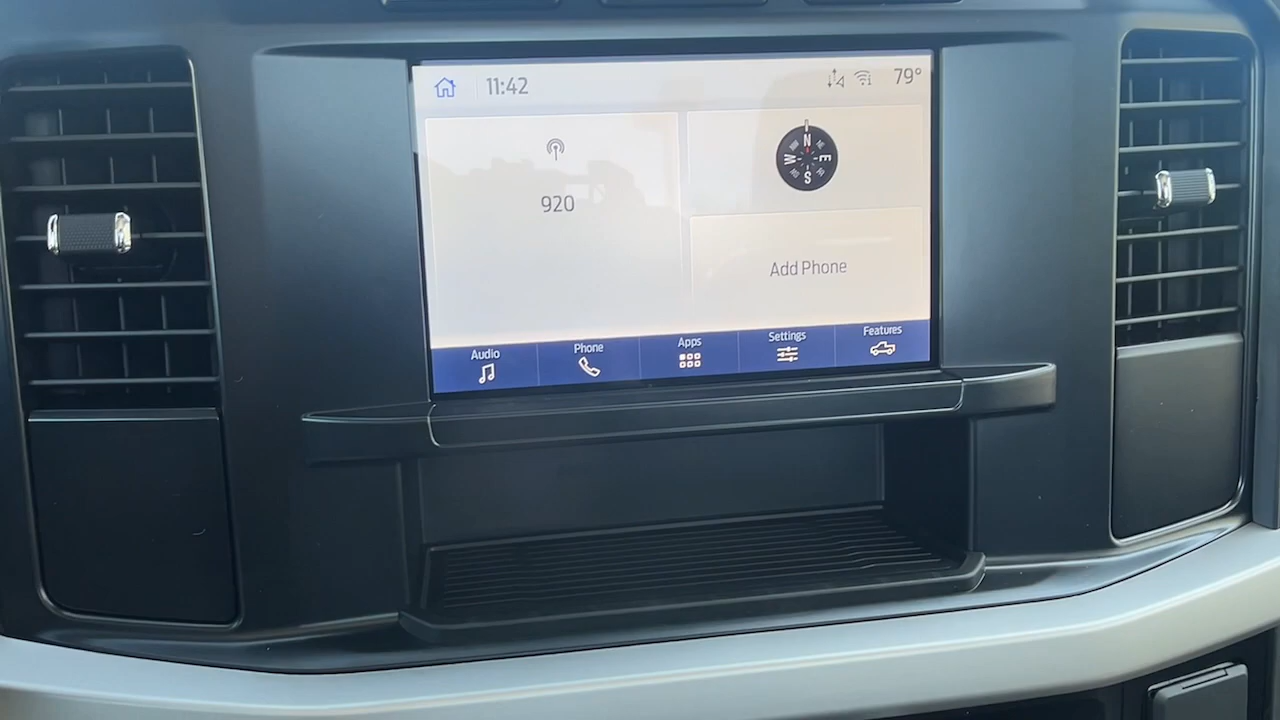 11:42
79°
920
N
W E
S
Add Phone
Audio
Phone
Apps
Settings
Features